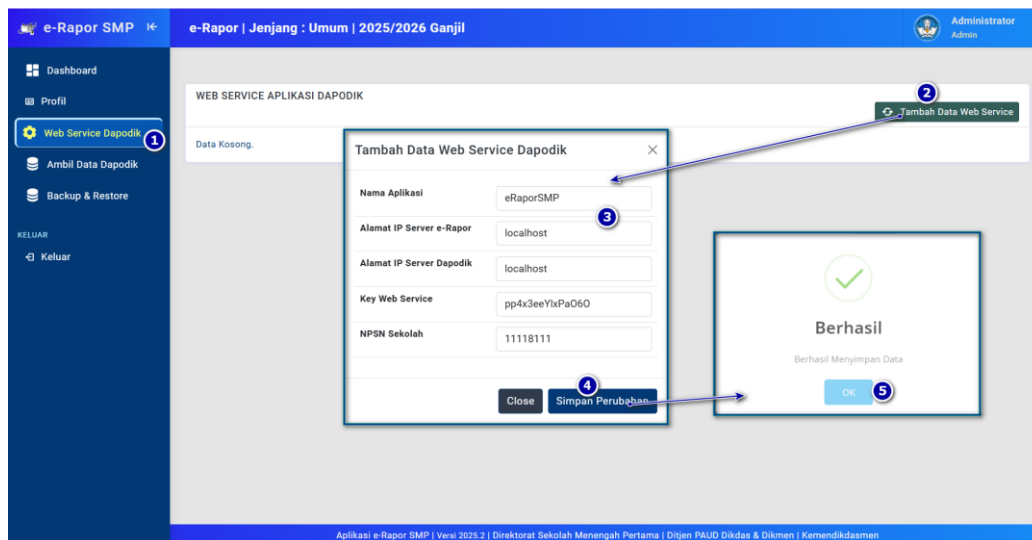 e-Rapor SMP
e-Rapor | Jenjang : Umum | 2025/2026 Ganjil
Administrator
Admin
Dashboard
Profil
Web Service Dapodik
1
Ambil Data Dapodik
Backup & Restore
KELUAR
Keluar
WEB SERVICE APLIKASI DAPODIK
2
Tambah Data Web Service
Data Kosong.
Tambah Data Web Service Dapodik
Nama Aplikasi
eRaporSMP
3
Alamat IP Server e-Rapor
localhost
Alamat IP Server Dapodik
localhost
Key Web Service
pp4x3eeYlxPaO6O
NPSN Sekolah
11118111
4
Close
Simpan Perubahan
Berhasil
Berhasil Menyimpan Data
OK
5
Aplikasi e-Rapor SMP | Versi 2025.2 | Direktorat Sekolah Menengah Pertama | Ditjen PAUD Dikdas & Dikmen | Kemendikdasmen